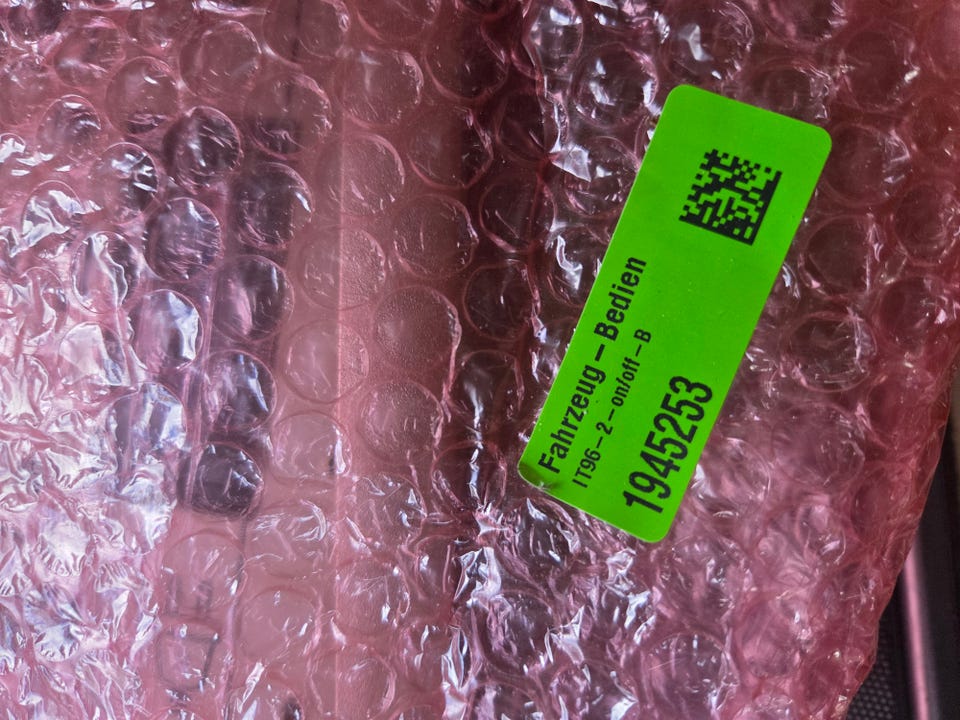 Fahrzeug – Bedien
IT96 – 2 – on/off – B
1945253